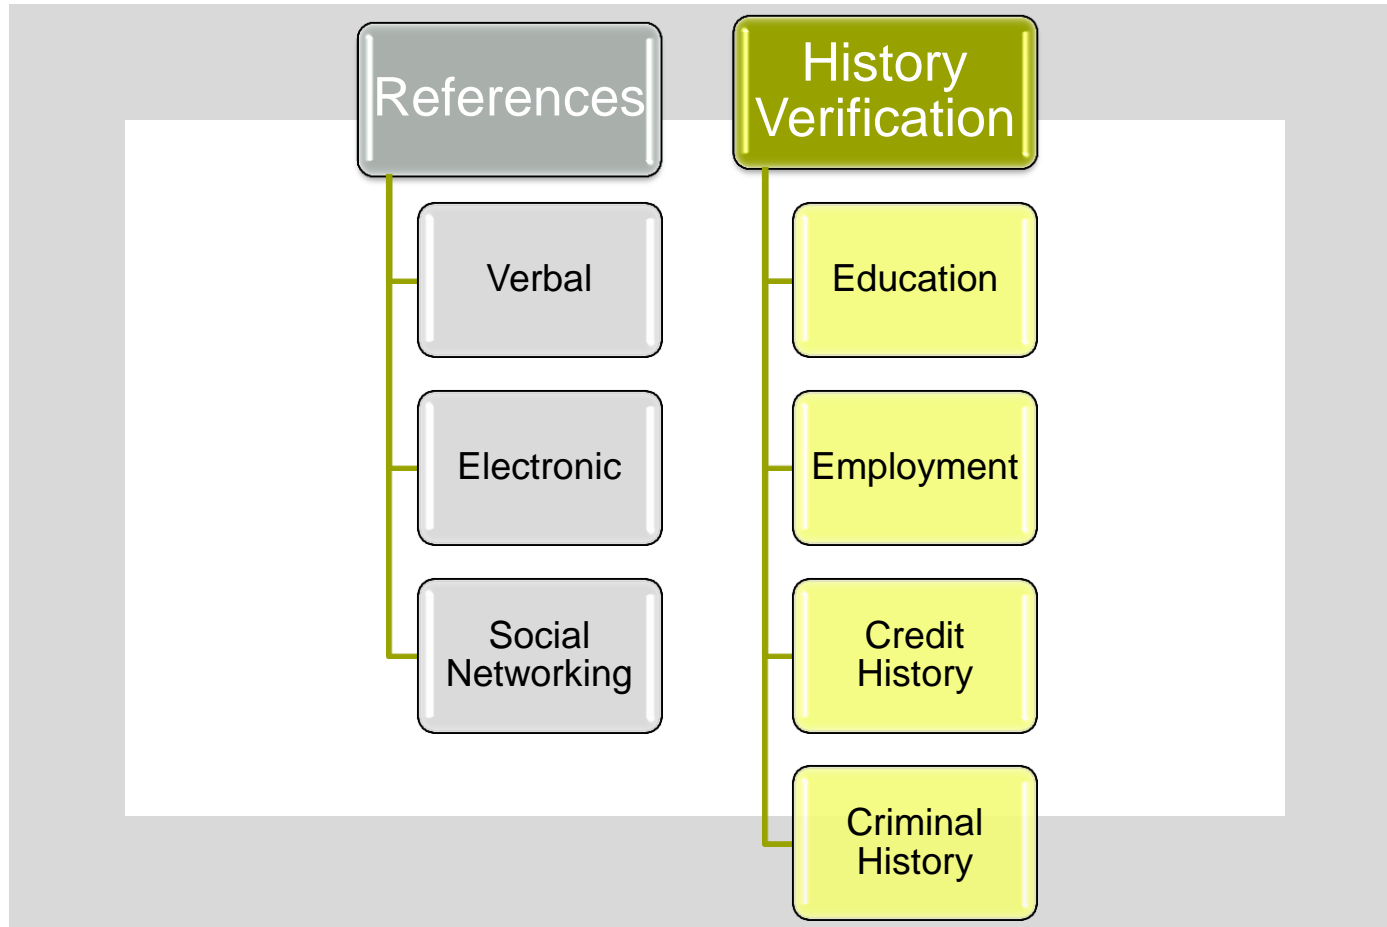 References
Verbal
Electronic
Social
Networking
History
Verification
Education
Employment
Credit
History
Criminal
History